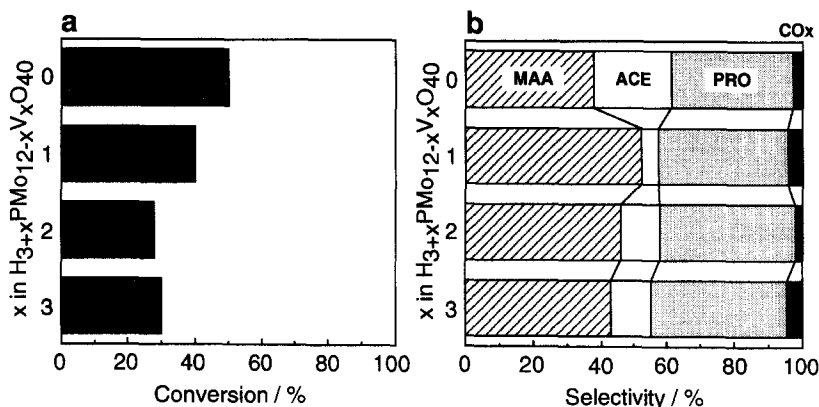 a
x in H3+xPMo12-xVxO40
0
1
2
3
0 20 40 60 80 100
Conversion / %
b
COx
x in H3+xPMo12-xVxO40
0
1
2
3
MAA ACE PRO
0 20 40 60 80 100
Selectivity / %